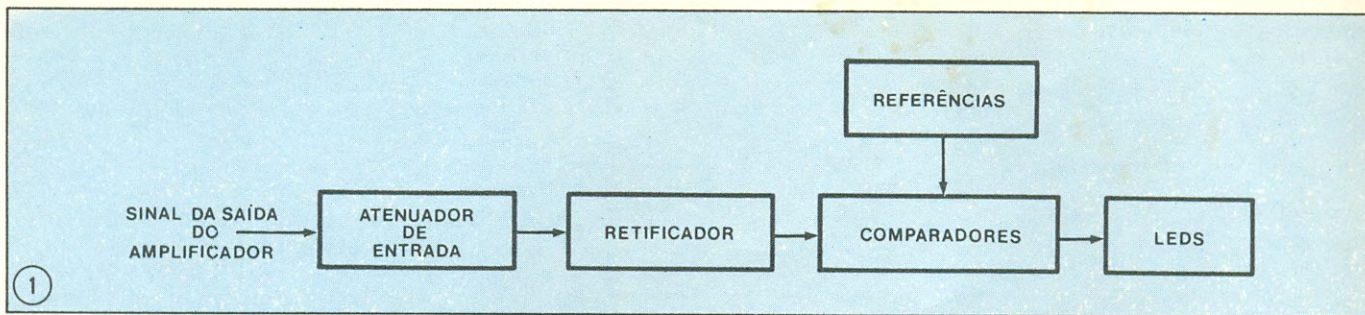 REFERÊNCIAS
SINAL DA SAÍDA
DO
AMPLIFICADOR
ATENUADOR
DE
ENTRADA
RETIFICADOR
COMPARADORES
LEDS
1